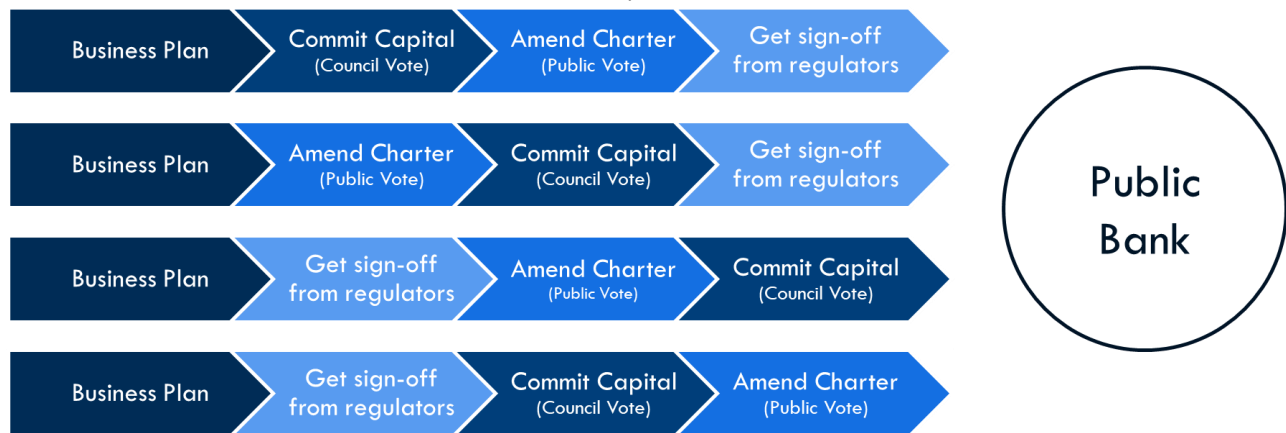 Business Plan
Commit Capital
(Council Vote)
Amend Charter
(Public Vote)
Get sign-off
from regulators
Business Plan
Amend Charter
(Public Vote)
Commit Capital
(Council Vote)
Get sign-off
from regulators
Business Plan
Get sign-off
from regulators
Amend Charter
(Public Vote)
Commit Capital
(Council Vote)
Business Plan
Get sign-off
from regulators
Commit Capital
(Council Vote)
Amend Charter
(Public Vote)
Public
Bank